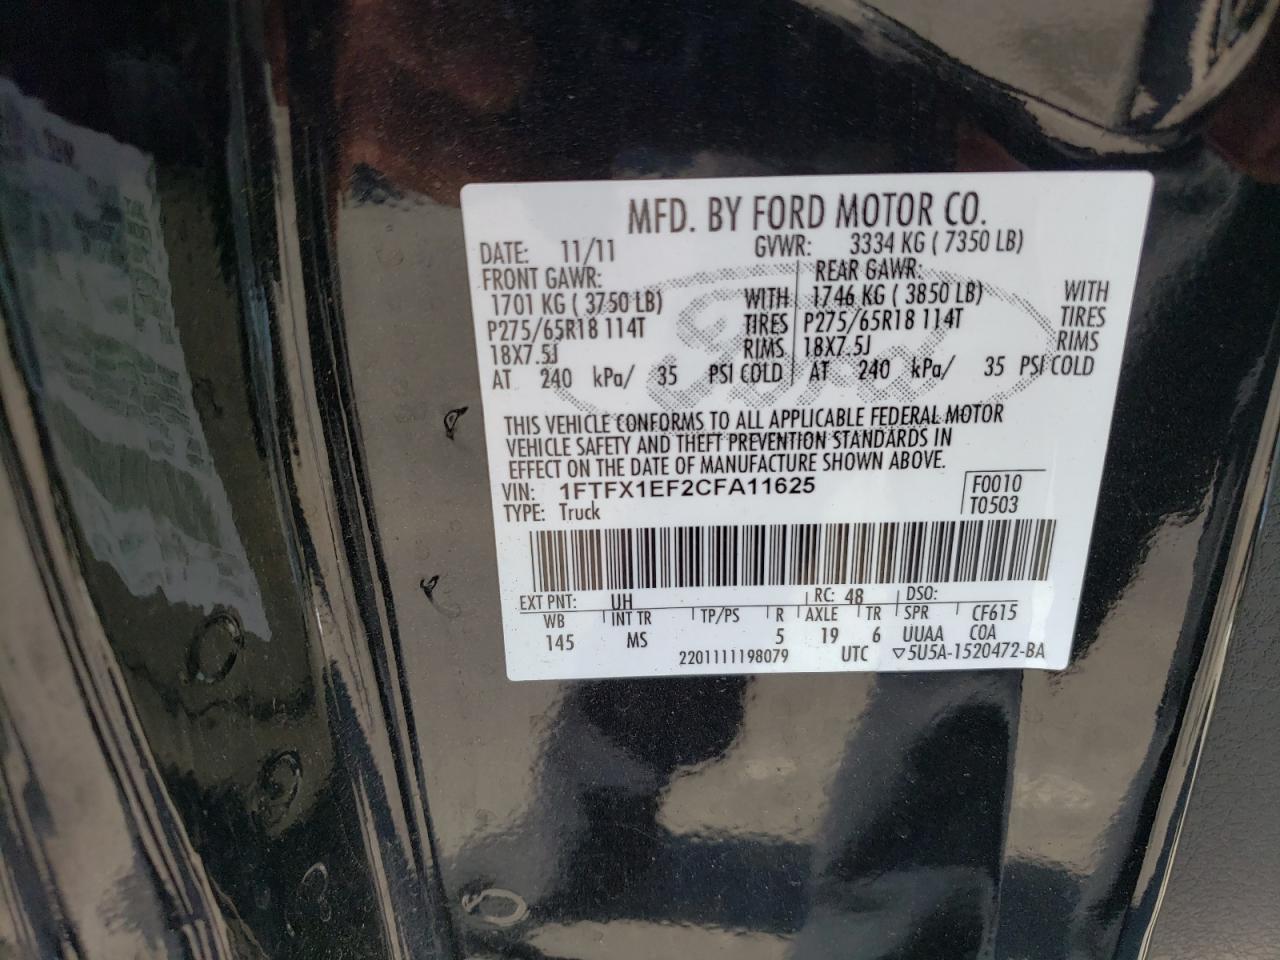 MFD. BY FORD MOTOR CO.
DATE: 11/11 GVWR: 3334 KG ( 7350 LB)
FRONT GAWR: REAR GAWR:
1701 KG ( 3750 LB) WITH 1746 KG ( 3850 LB) WITH
P275/65R18 114T TIRES P275/65R18 114T TIRES
18X7.5J RIMS 18X7.5J RIMS
AT 240 kPa/ 35 PSI COLD AT 240 kPa/ 35 PSI COLD
THIS VEHICLE CONFORMS TO ALL APPLICABLE FEDERAL MOTOR
VEHICLE SAFETY AND THEFT PREVENTION STANDARDS IN
EFFECT ON THE DATE OF MANUFACTURE SHOWN ABOVE.
VIN: 1FTFX1EF2CFA11625 F0010
TYPE: Truck T0503
EXT PNT: UH RC: 48 DSO:
WB INT TR TP/PS R AXLE TR SPR CF615
145 MS 5 19 6 UUAA COA
2201111198079 UTC ▽5U5A-1520472-BA